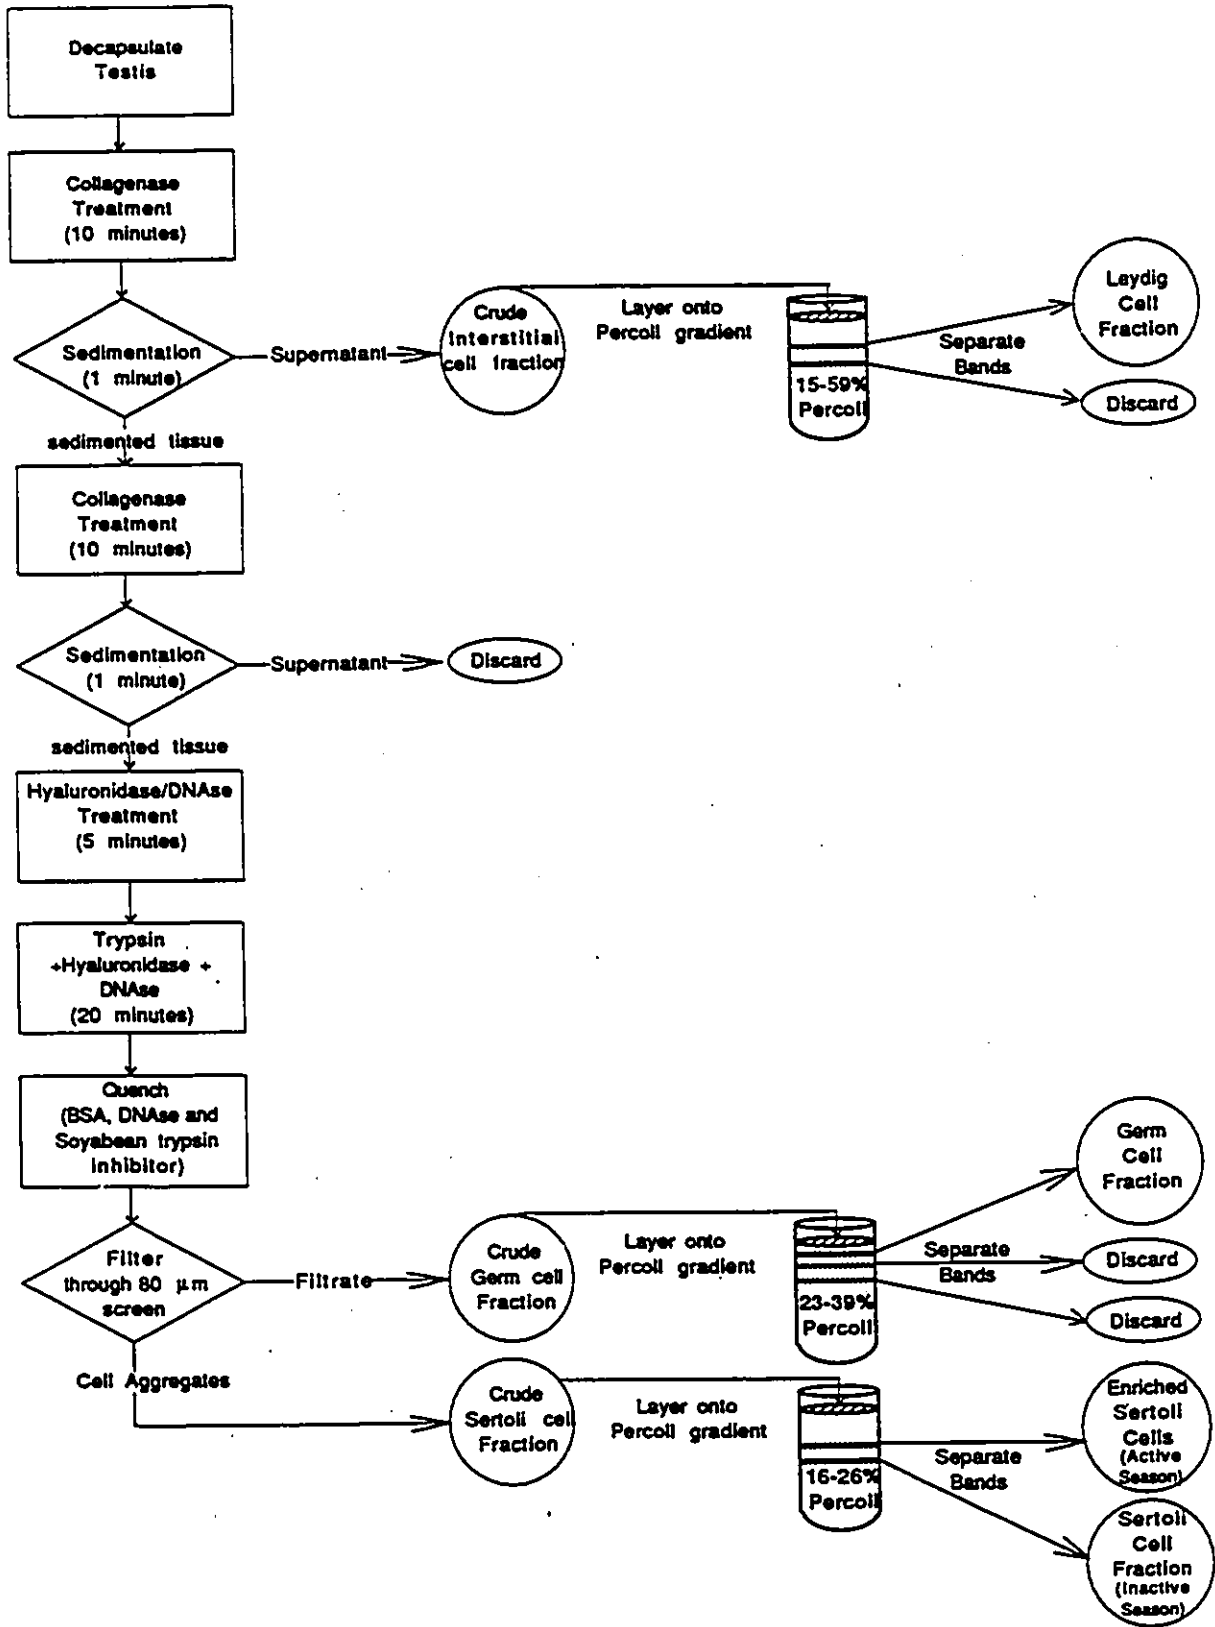 Decapsulate
Testis
Collagenase
Treatment
(10 minutes)
Sedimentation
(1 minute)
Supernatant
Crude
Interstitial
cell fraction
Layer onto
Percoll gradient
15-59%
Percoll
Separate
Bands
Leydig
Cell
Fraction
Discard
sedimented tissue
Collagenase
Treatment
(10 minutes)
Sedimentation
(1 minute)
Supernatant
Discard
sedimented tissue
Hyaluronidase/DNAse
Treatment
(5 minutes)
Trypsin
+Hyaluronidase +
DNAse
(20 minutes)
Quench
(BSA, DNAse and
Soyabean trypsin
inhibitor)
Filter
through 80 µm
screen
Filtrate
Crude
Germ cell
Fraction
Layer onto
Percoll gradient
23-39%
Percoll
Separate
Bands
Germ
Cell
Fraction
Discard
Discard
Cell Aggregates
Crude
Sertoli cell
Fraction
Layer onto
Percoll gradient
16-26%
Percoll
Separate
Bands
Enriched
Sertoli
Cells
(Active
Season)
Sertoli
Cell
Fraction
(Inactive
Season)